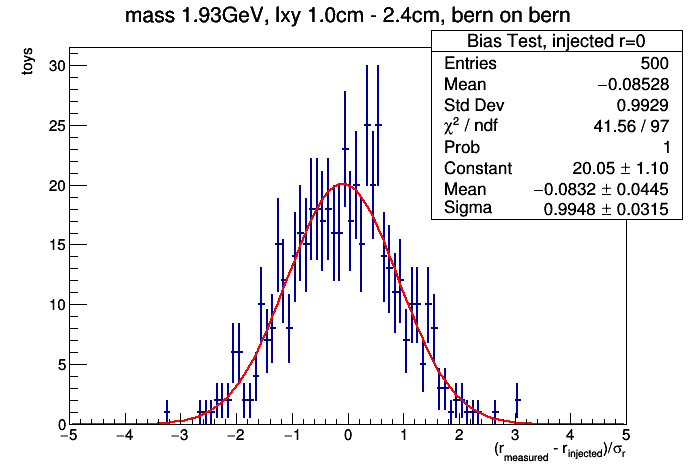 mass 1.93GeV, lxy 1.0cm - 2.4cm, bern on bern
toys
Bias Test, injected r=0
Entries 500
Mean −0.08528
Std Dev 0.9929
χ² / ndf 41.56 / 97
Prob 1
Constant 20.05 ± 1.10
Mean −0.0832 ± 0.0445
Sigma 0.9948 ± 0.0315
30
25
20
15
10
5
0
−5 −4 −3 −2 −1 0 1 2 3 4 5
(r_measured - r_injected)/σ_r